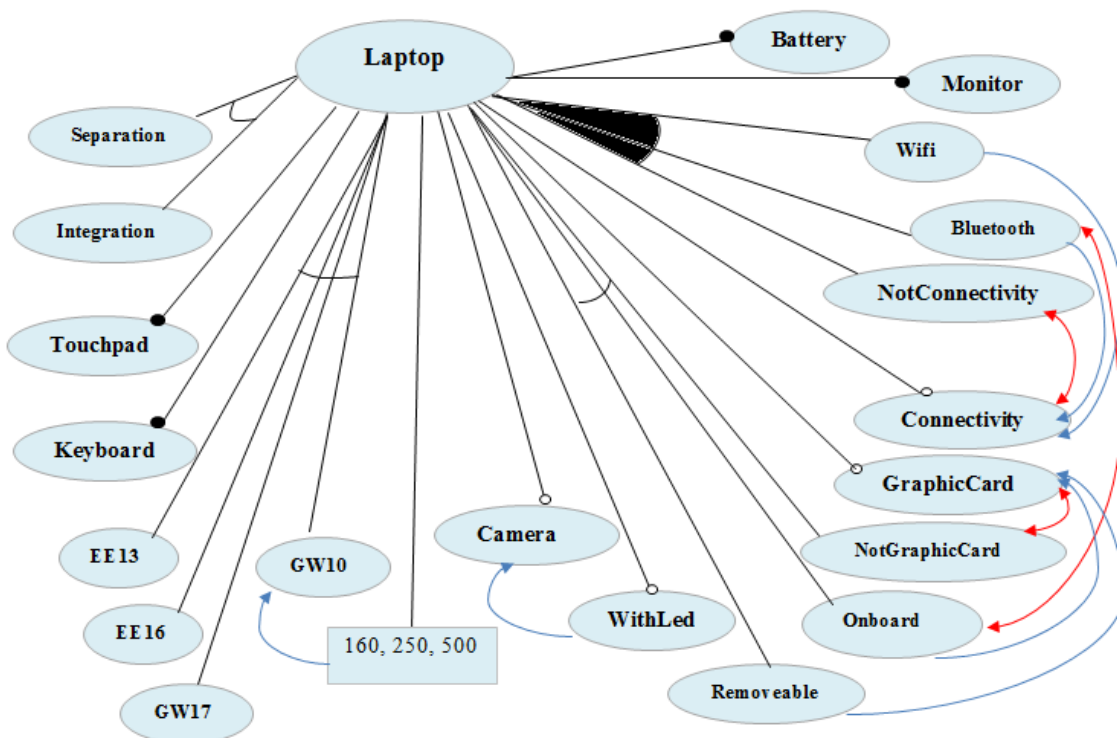 Laptop
Battery
Monitor
Separation
Wifi
Integration
Bluetooth
NotConnectivity
Touchpad
Connectivity
Keyboard
GraphicCard
Camera
EE13
GW10
NotGraphicCard
EE16
WithLed
Onboard
160, 250, 500
Removeable
GW17